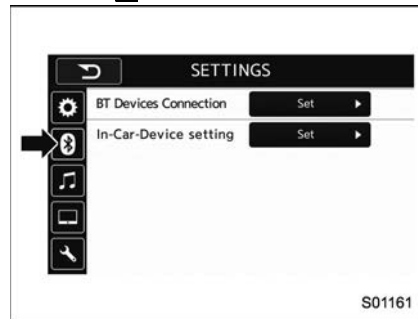 SETTINGS
BT Devices Connection Set
In-Car-Device setting Set
S01161